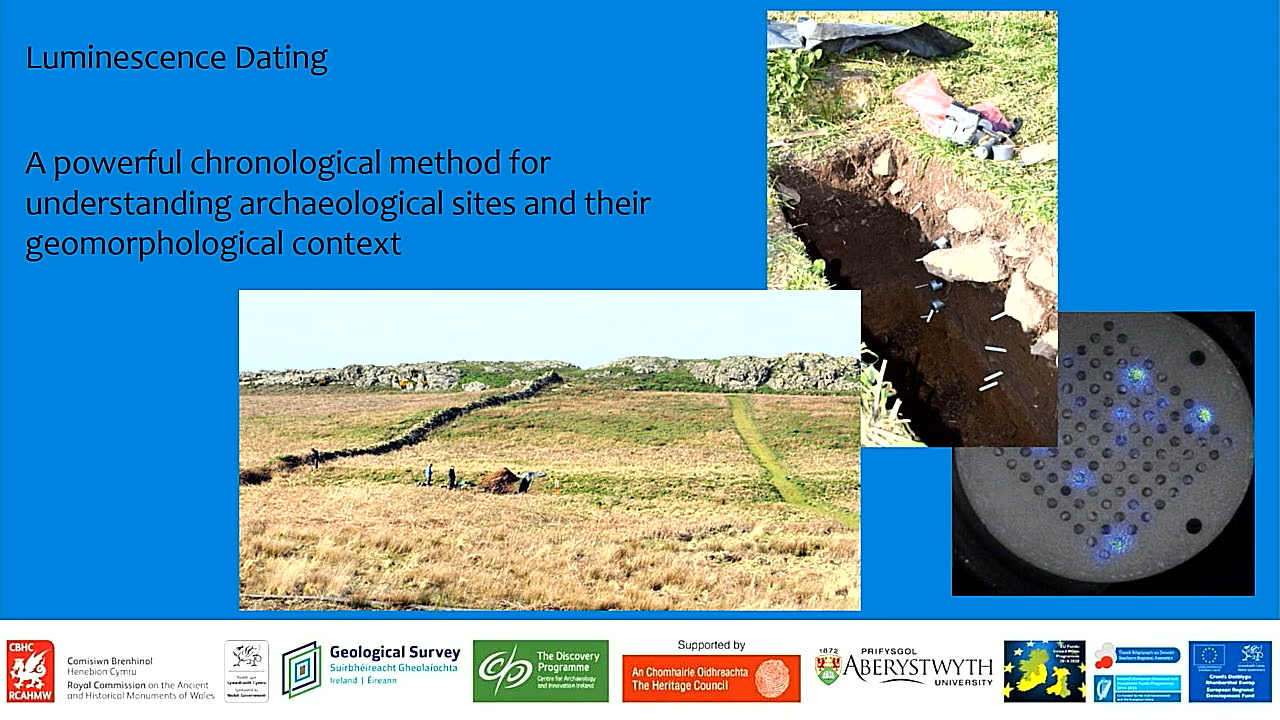 Luminescence Dating
A powerful chronological method for
understanding archaeological sites and their
geomorphological context
CBHC
RCAHMW
Comisiwn Brenhinol
Henebion Cymru
Royal Commission on the Ancient
and Historical Monuments of Wales
Geological Survey
Suirbhéireacht Gheolaíochta
Ireland | Éireann
The Discovery
Programme
Centre for Archaeology
and Innovation Ireland
Supported by
An Chomhairle Oidhreachta
The Heritage Council
1872
PRIFYSGOL
ABERYSTWYTH
UNIVERSITY
European Regional
Development Fund